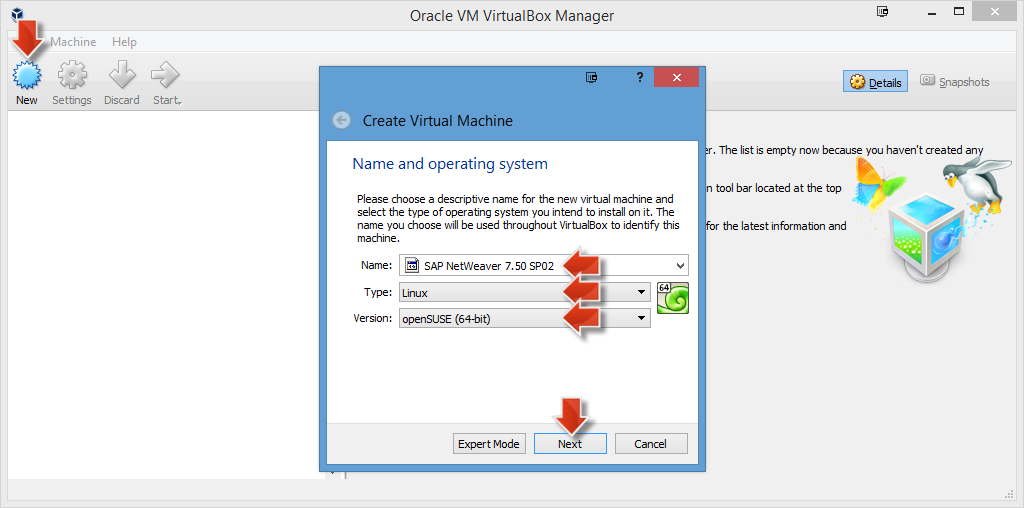 Oracle VM VirtualBox Manager
Machine Help
New Settings Discard Start
Details Snapshots
?
Create Virtual Machine
Name and operating system
Please choose a descriptive name for the new virtual machine and
select the type of operating system you intend to install on it. The
name you choose will be used throughout VirtualBox to identify this
machine.
Name: SAP NetWeaver 7.50 SP02
Type: Linux
64
Version: openSUSE (64-bit)
Expert Mode Next Cancel
The list is empty now because you haven't created any
tool bar located at the top
for the latest information and